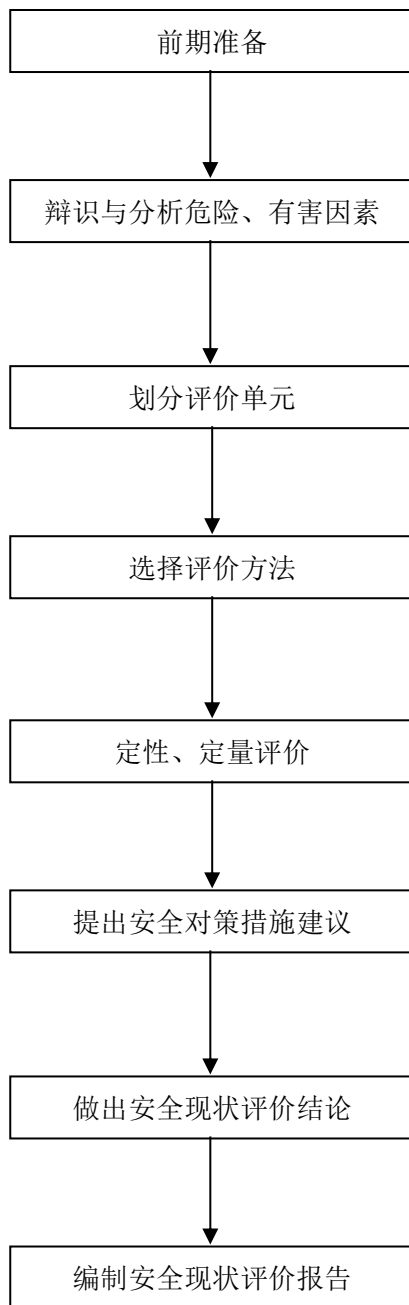 前期准备
辩识与分析危险、有害因素
划分评价单元
选择评价方法
定性、定量评价
提出安全对策措施建议
做出安全现状评价结论
编制安全现状评价报告